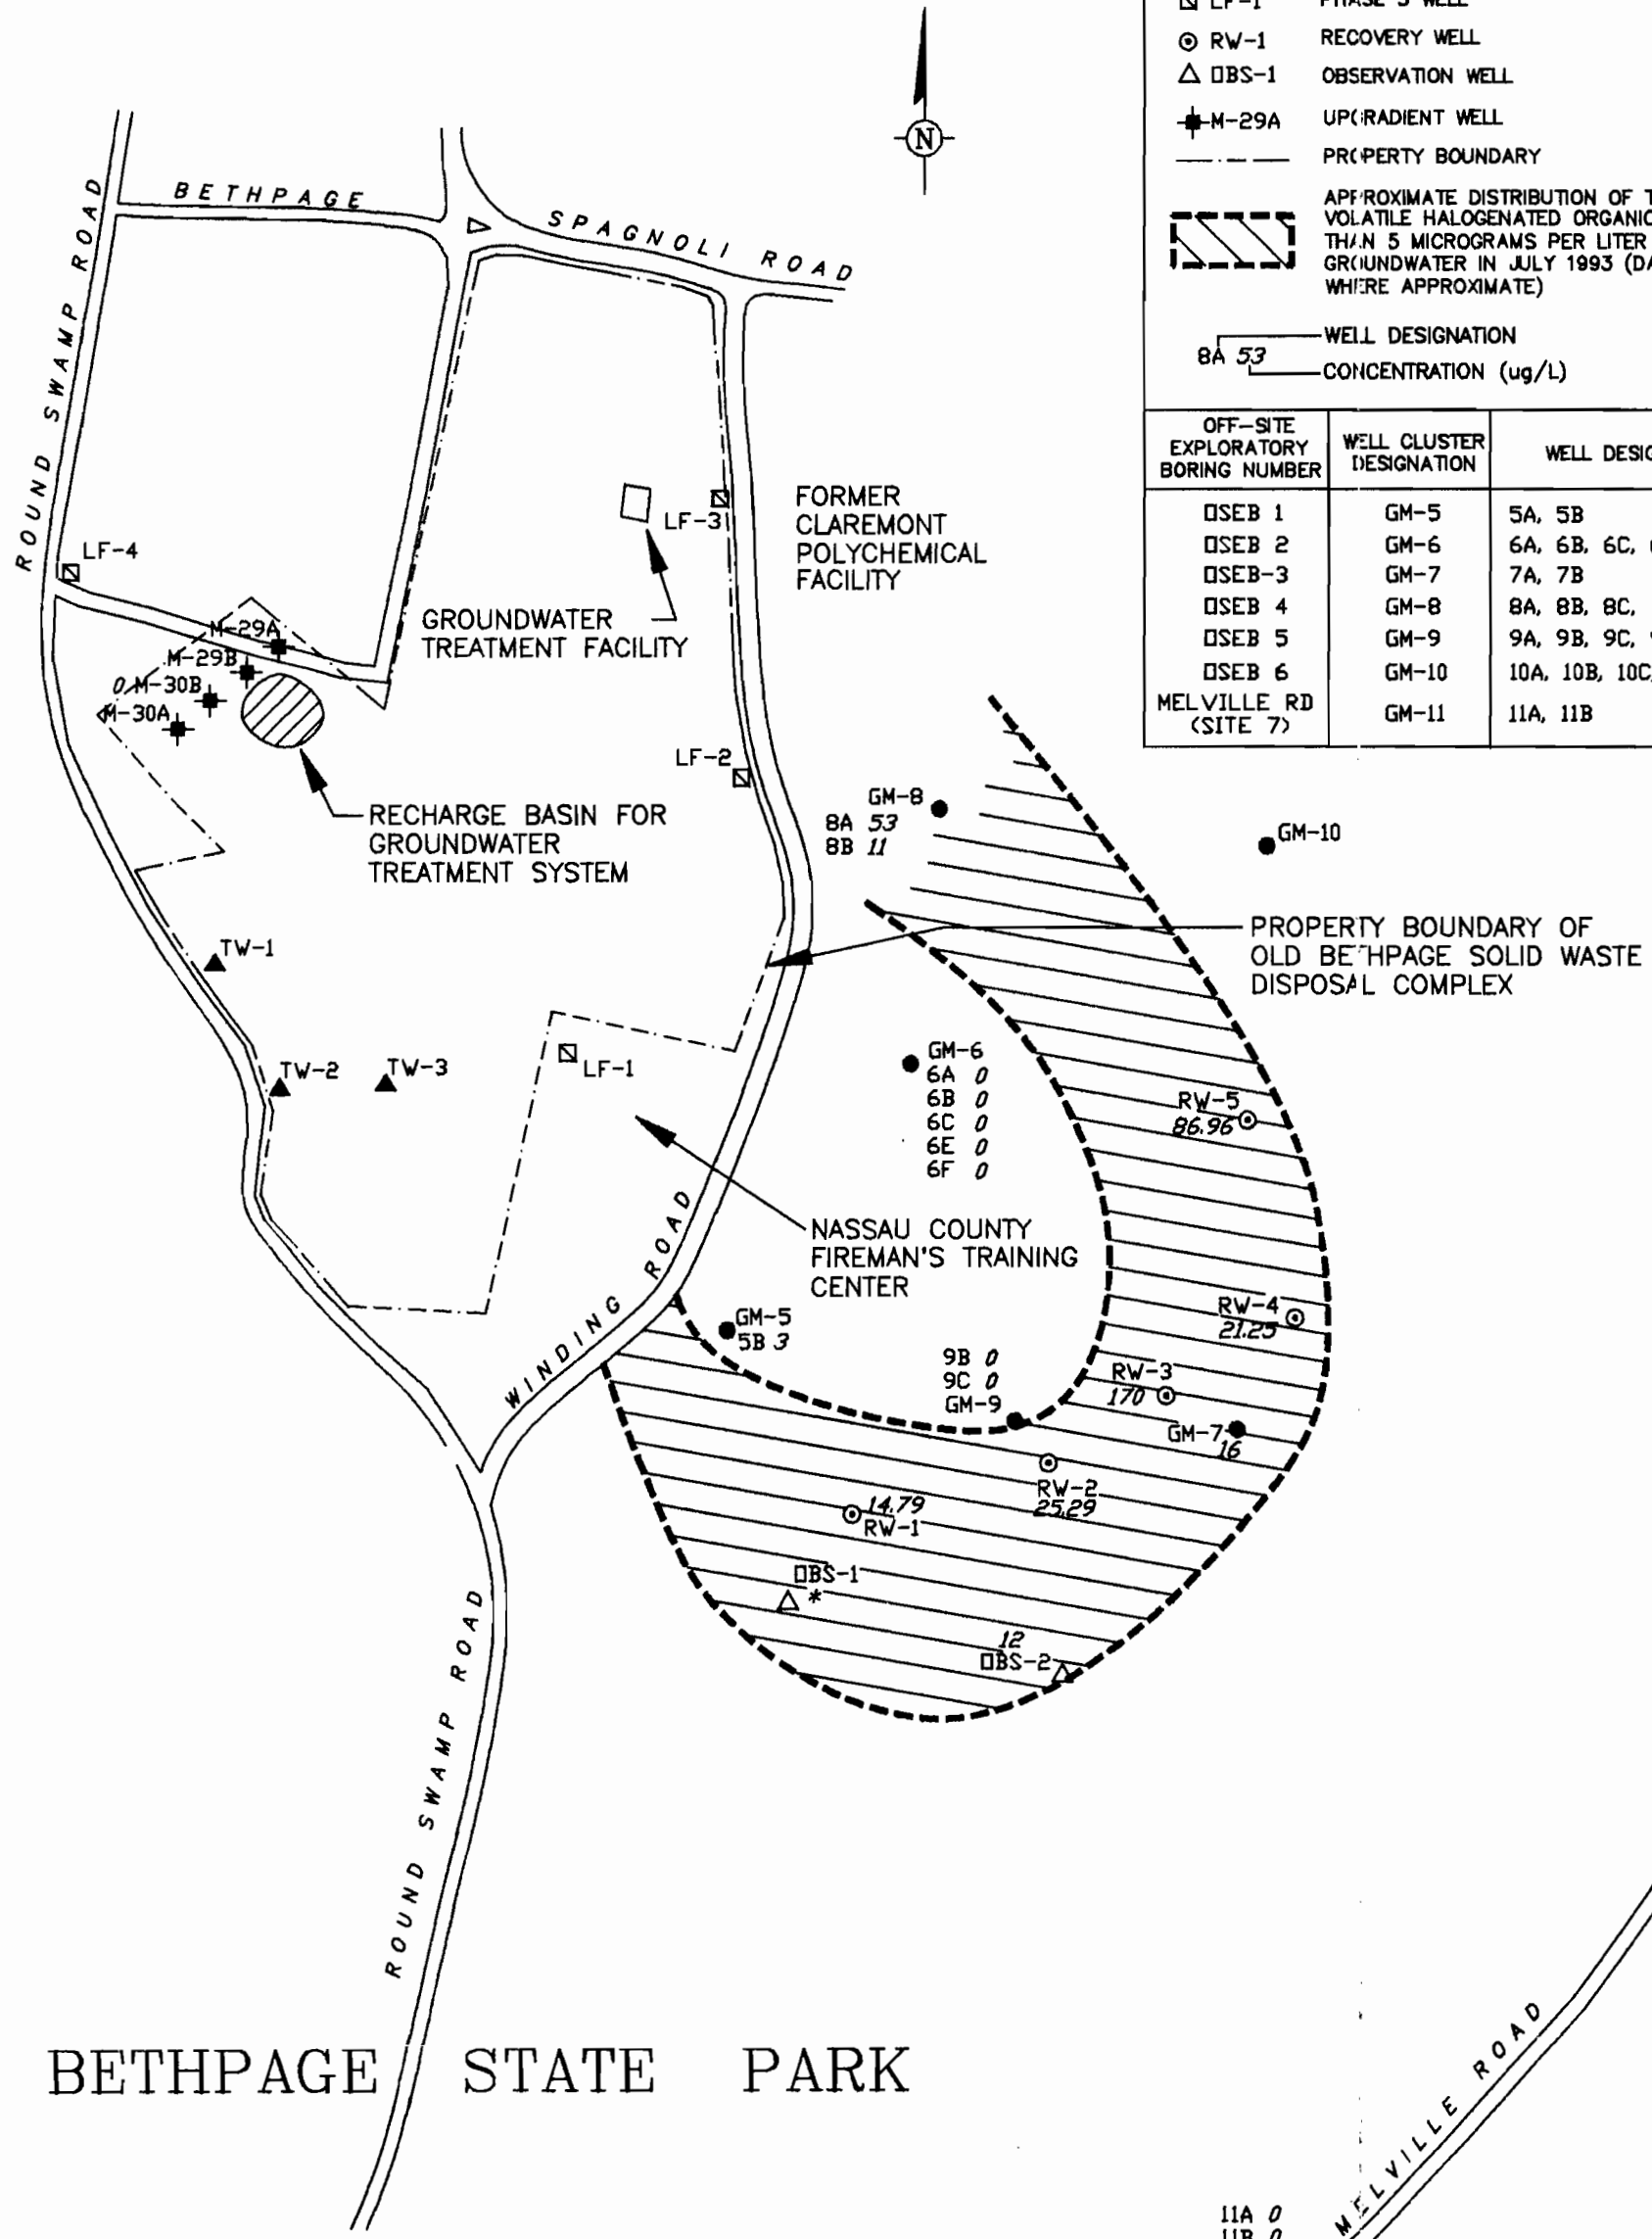 LF-1 PHASE 3 WELL
RW-1 RECOVERY WELL
OBS-1 OBSERVATION WELL
M-29A UPGRADIENT WELL
PROPERTY BOUNDARY
APPROXIMATE DISTRIBUTION OF
VOLATILE HALOGENATED ORGANIC
THAN 5 MICROGRAMS PER LITER
GROUNDWATER IN JULY 1993
WHERE APPROXIMATE)
WELL DESIGNATION
8A 53
CONCENTRATION (ug/L)
OFF-SITE
EXPLORATORY
BORING NUMBER
WELL CLUSTER
DESIGNATION
WELL
OSEB 1 GM-5 5A, 5B
OSEB 2 GM-6 6A, 6B, 6C,
OSEB-3 GM-7 7A, 7B
OSEB 4 GM-8 8A, 8B, 8C,
OSEB 5 GM-9 9A, 9B, 9C,
OSEB 6 GM-10 10A, 10B, 10C
MELVILLE RD
(SITE 7)
GM-11 11A, 11B
N
BETHPAGE
SPAGNOLI ROAD
ROUND SWAMP ROAD
LF-4
LF-3
FORMER
CLAREMONT
POLYCHEMICAL
FACILITY
GROUNDWATER
TREATMENT FACILITY
M-29A
M-29B
0 M-30B
M-30A
LF-2
RECHARGE BASIN FOR
GROUNDWATER
TREATMENT SYSTEM
GM-8
8A 53
8B 11
GM-10
PROPERTY BOUNDARY OF
OLD BETHPAGE SOLID WASTE
DISPOSAL COMPLEX
TW-1
TW-2
TW-3
LF-1
GM-6
6A 0
6B 0
6C 0
6E 0
6F 0
RW-5
86.96
NASSAU COUNTY
FIREMAN'S TRAINING
CENTER
WINDING ROAD
GM-5
5B 3
RW-4
21.25
9B 0
9C 0
GM-9
RW-3
170
GM-7
16
RW-2
25.29
14.79
RW-1
OBS-1
*
12
OBS-2
ROUND SWAMP ROAD
BETHPAGE STATE PARK
MELVILLE ROAD
11A 0
11B 0